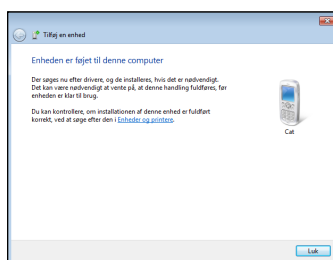 Tilføj en enhed
Enheden er føjet til denne computer
Der søges nu efter drivere, og de installeres, hvis det er nødvendigt.
Det kan være nødvendigt at vente på, at denne handling fuldføres, før
enheden er klar til brug.
Du kan kontrollere, om installationen af denne enhed er fuldført
korrekt, ved at søge efter den i Enheder og printere.
Cat
Luk